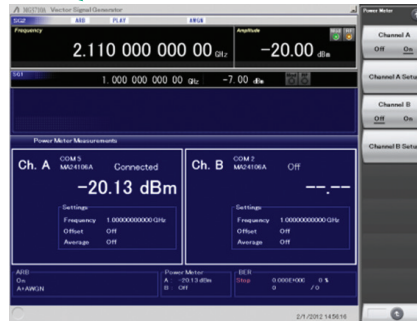 MG3710A Vector Signal Generator
Power Meter
SG2 ARB PLAY AWGN
Frequency
Amplitude
2.110 000 000 00 GHz
-20.00 dBm
SG1
1. 000 000 000 00 GHz -7. 00 dBm
Channel A
Off On
Channel A Setup
Channel B
Off On
Channel B Setup
Power Meter Measurements
Ch. A COM 5 MA24106A Connected
-20.13 dBm
Settings
Frequency 1.00000000000 GHz
Offset Off
Average Off
Ch. B COM 2 MA24106A Off
--.--
Settings
Frequency 1.00000000000 GHz
Offset Off
Average Off
ARB
On
A+AWGN
Power Meter
A : -20.13 dBm
B : Off
BER
Stop 0.000E+000 0 %
0 / 0
2/1/2012 14:56:16